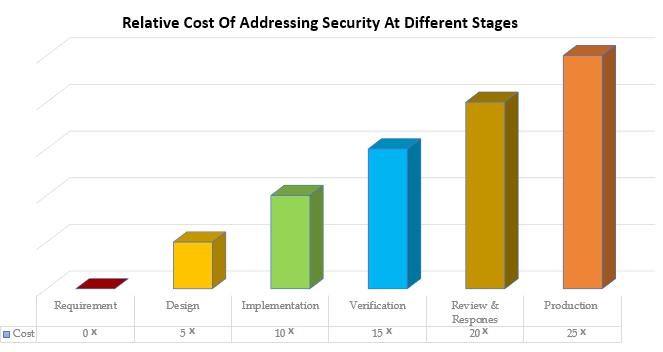 Relative Cost Of Addressing Security At Different Stages
Requirement Design Implementation Verification Review & Production
Respones
Cost 0 x 5 x 10 x 15 x 20 x 25 x